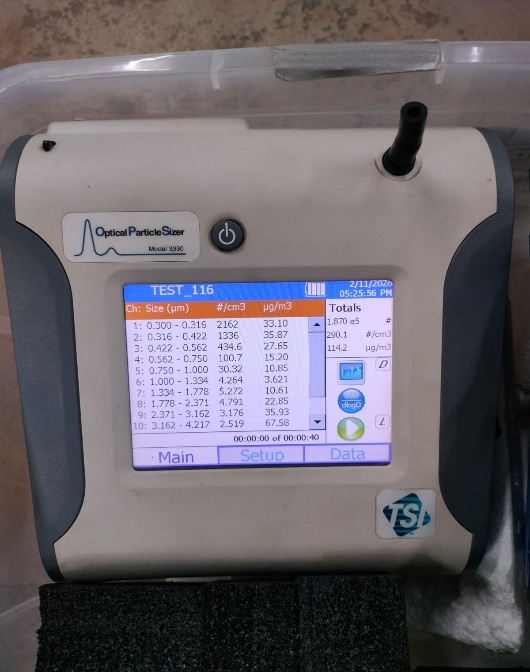 Optical Particle Sizer
Model 3330
TEST_116
2/11/2026
05:25:56 PM
Ch: Size (µm) #/cm3 µg/m3
1: 0.300 - 0.316 2162 33.10
2: 0.316 - 0.422 1336 35.87
3: 0.422 - 0.562 434.6 27.65
4: 0.562 - 0.750 100.7 15.20
5: 0.750 - 1.000 30.32 10.85
6: 1.000 - 1.334 4.264 3.621
7: 1.334 - 1.778 5.272 10.61
8: 1.778 - 2.371 4.791 22.85
9: 2.371 - 3.162 3.176 35.93
10: 3.162 - 4.217 2.519 67.58
Totals
1.870 e5 #
290.1 #/cm3
114.2 µg/m3
D
L
00:00:00 of 00:00:40
Main Setup Data
TSI